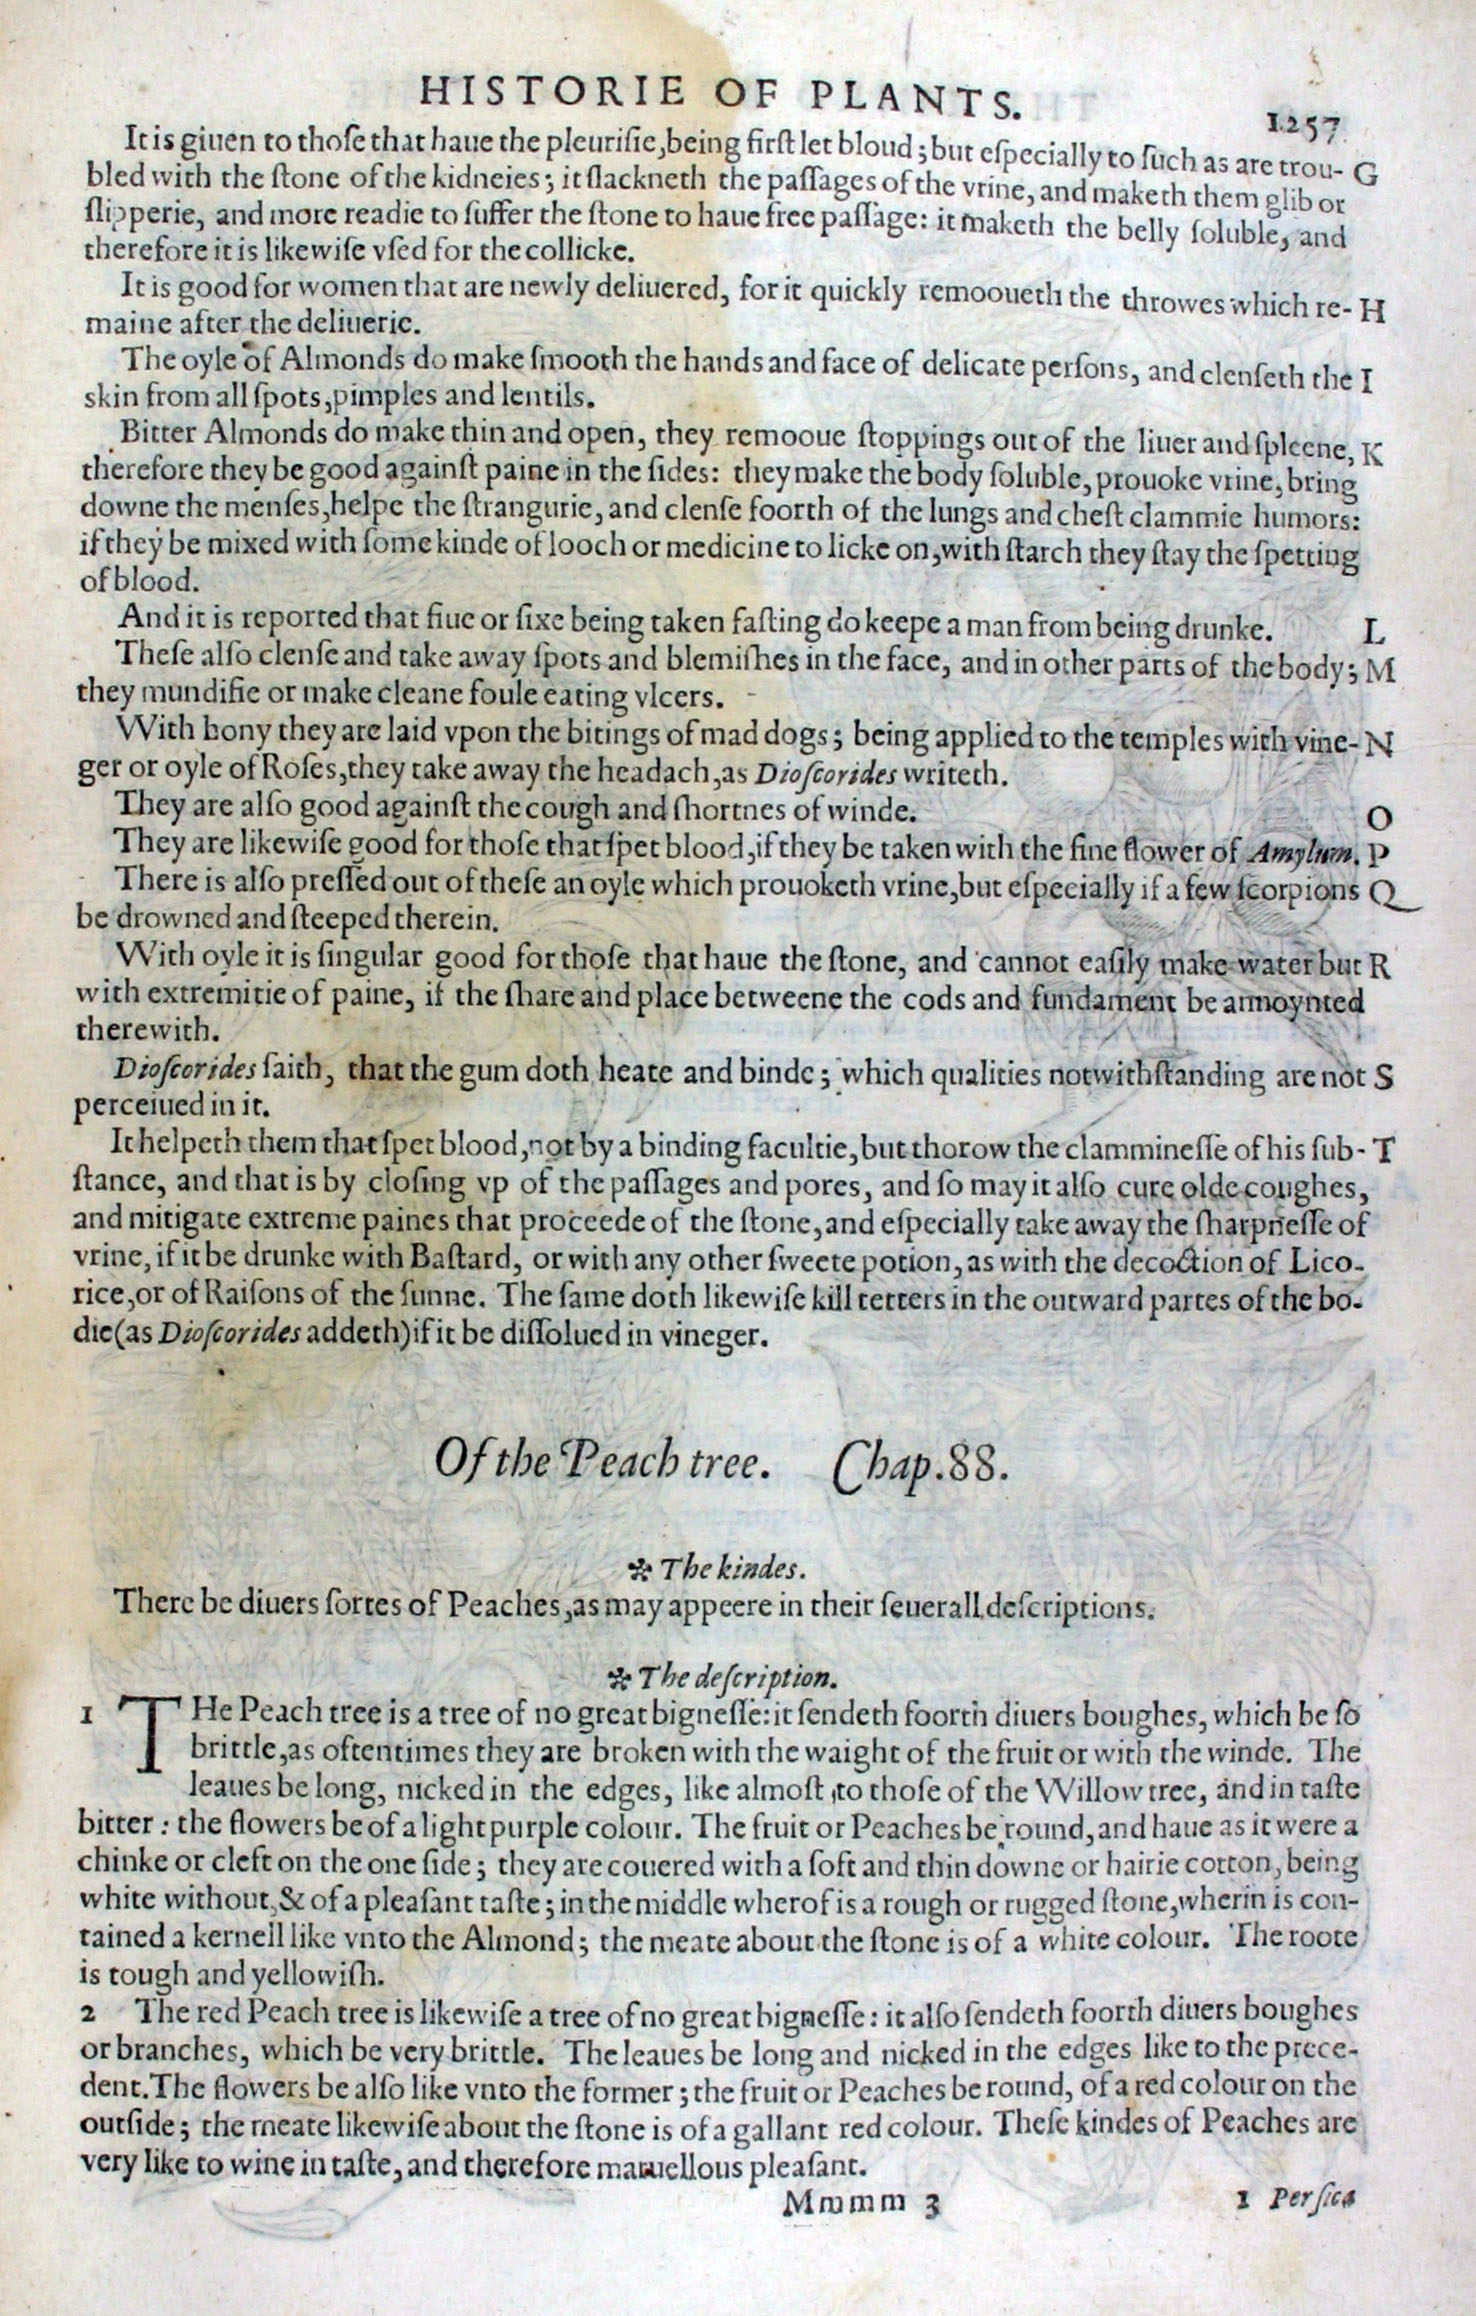 HISTORIE OF PLANTS. 1257
It is giuen to thoſe that haue the pleuriſie, being firſt let bloud; but eſpecially to ſuch as are trou- G
bled with the ſtone of the kidneies; it ſlackneth the paſſages of the vrine, and maketh them glib or
ſlipperie, and more readie to ſuffer the ſtone to haue free paſſage: it maketh the belly ſoluble, and
therefore it is likewiſe vſed for the collicke.
It is good for women that are newly deliuered, for it quickly remooueth the throwes which re- H
maine after the deliuerie.
The oyle of Almonds do make ſmooth the hands and face of delicate perſons, and clenſeth the I
skin from all ſpots, pimples and lentils.
Bitter Almonds do make thin and open, they remooue ſtoppings out of the liuer and ſpleene, K
therefore they be good againſt paine in the ſides: they make the body ſoluble, prouoke vrine, bring
downe the menſes, helpe the ſtrangurie, and clenſe foorth of the lungs and cheſt clammie humors:
if they be mixed with ſome kinde of looch or medicine to licke on, with ſtarch they ſtay the ſpetting
of blood.
And it is reported that fiue or ſixe being taken faſting do keepe a man from being drunke. L
Theſe alſo clenſe and take away ſpots and blemiſhes in the face, and in other parts of the body; M
they mundifie or make cleane foule eating vlcers.
With hony they are laid vpon the bitings of mad dogs; being applied to the temples with vine- N
ger or oyle of Roſes, they take away the headach, as Dioſcorides writeth.
They are alſo good againſt the cough and ſhortnes of winde. O
They are likewiſe good for thoſe that ſpet blood, if they be taken with the fine flower of Amylum. P
There is alſo preſſed out of theſe an oyle which prouoketh vrine, but eſpecially if a few ſcorpions Q
be drowned and ſteeped therein.
With oyle it is ſingular good for thoſe that haue the ſtone, and cannot eaſily make water but R
with extremitie of paine, if the ſhare and place betweene the cods and fundament be annoynted
therewith.
Dioſcorides ſaith, that the gum doth heate and binde; which qualities notwithſtanding are not S
perceiued in it.
It helpeth them that ſpet blood, not by a binding facultie, but thorow the clammineſſe of his ſub- T
ſtance, and that is by cloſing vp of the paſſages and pores, and ſo may it alſo cure olde coughes,
and mitigate extreme paines that proceede of the ſtone, and eſpecially take away the ſharpneſſe of
vrine, if it be drunke with Baſtard, or with any other ſweete potion, as with the decoction of Lico-
rice, or of Raiſons of the ſunne. The ſame doth likewiſe kill tetters in the outward partes of the bo-
die (as Dioſcorides addeth) if it be diſſolued in vineger.
Of the Peach tree. Chap. 88.
❧ The kindes.
There be diuers ſortes of Peaches, as may appeere in their ſeuerall deſcriptions.
❧ The deſcription.
1 THe Peach tree is a tree of no great bigneſſe: it ſendeth foorth diuers boughes, which be ſo
brittle, as oftentimes they are broken with the waight of the fruit or with the winde. The
leaues be long, nicked in the edges, like almoſt to thoſe of the Willow tree, and in taſte
bitter: the flowers be of a light purple colour. The fruit or Peaches be round, and haue as it were a
chinke or cleft on the one ſide; they are couered with a ſoft and thin downe or hairie cotton, being
white without, & of a pleaſant taſte; in the middle wherof is a rough or rugged ſtone, wherin is con-
tained a kernell like vnto the Almond; the meate about the ſtone is of a white colour. The roote
is tough and yellowiſh.
2 The red Peach tree is likewiſe a tree of no great bigneſſe: it alſo ſendeth foorth diuers boughes
or branches, which be very brittle. The leaues be long and nicked in the edges like to the prece-
dent. The flowers be alſo like vnto the former; the fruit or Peaches be round, of a red colour on the
outſide; the meate likewiſe about the ſtone is of a gallant red colour. Theſe kindes of Peaches are
very like to wine in taſte, and therefore maruellous pleaſant.
Mmmm 3 1 Perſica